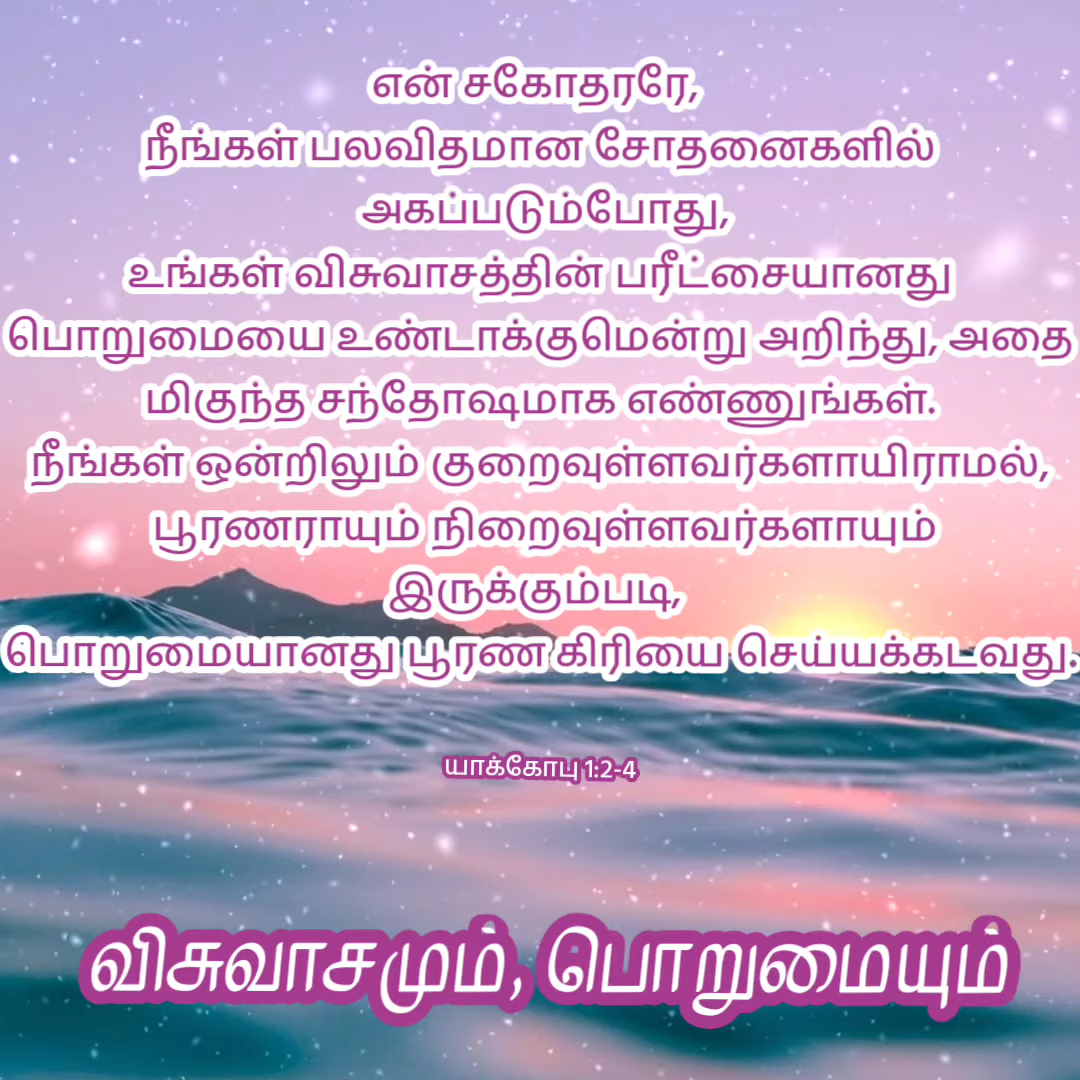 என் சகோதரரே,
நீங்கள் பலவிதமான சோதனைகளில்
அகப்படும்போது,
உங்கள் விசுவாசத்தின் பரீட்சையானது
பொறுமையை உண்டாக்குமென்று அறிந்து, அதை
மிகுந்த சந்தோஷமாக எண்ணுங்கள்.
நீங்கள் ஒன்றிலும் குறைவுள்ளவர்களாயிராமல்,
பூரணராயும் நிறைவுள்ளவர்களாயும்
இருக்கும்படி,
பொறுமையானது பூரண கிரியை செய்யக்கடவது.
யாக்கோபு 1:2-4
விசுவாசமும், பொறுமையும்